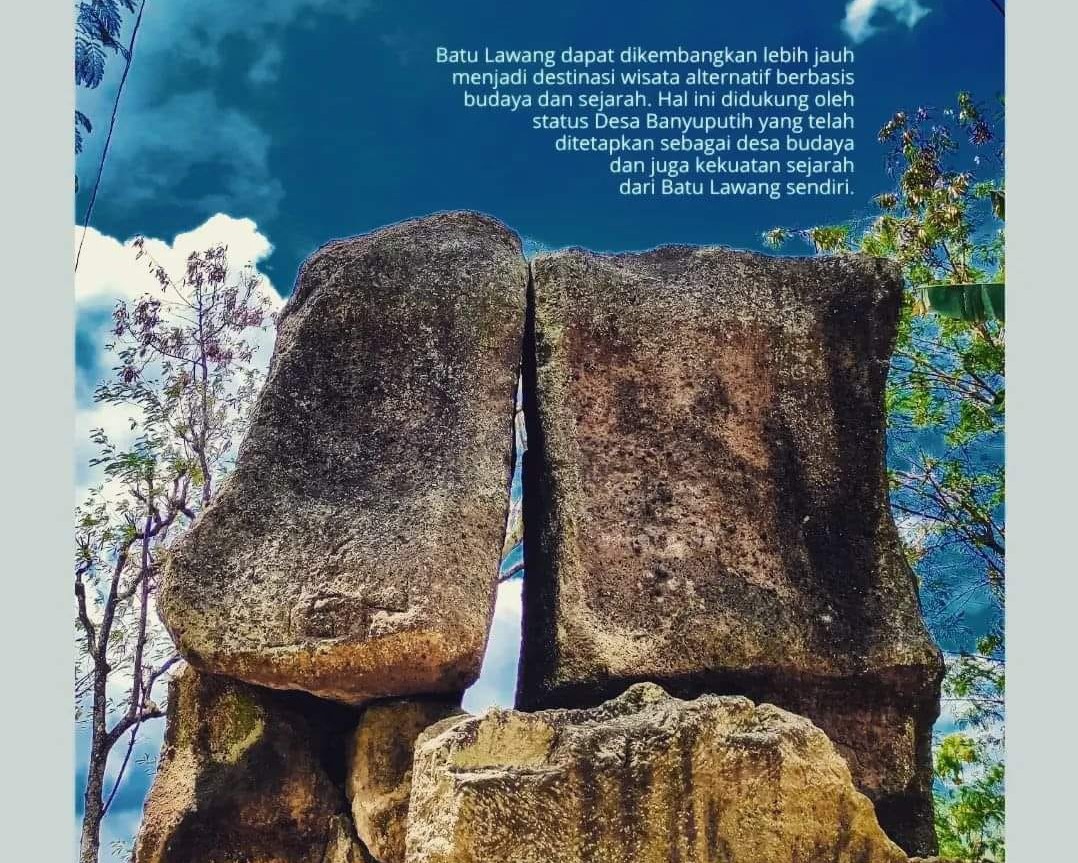 Batu Lawang dapat dikembangkan lebih jauh
menjadi destinasi wisata alternatif berbasis
budaya dan sejarah. Hal ini didukung oleh
status Desa Banyuputih yang telah
ditetapkan sebagai desa budaya
dan juga kekuatan sejarah
dari Batu Lawang sendiri.